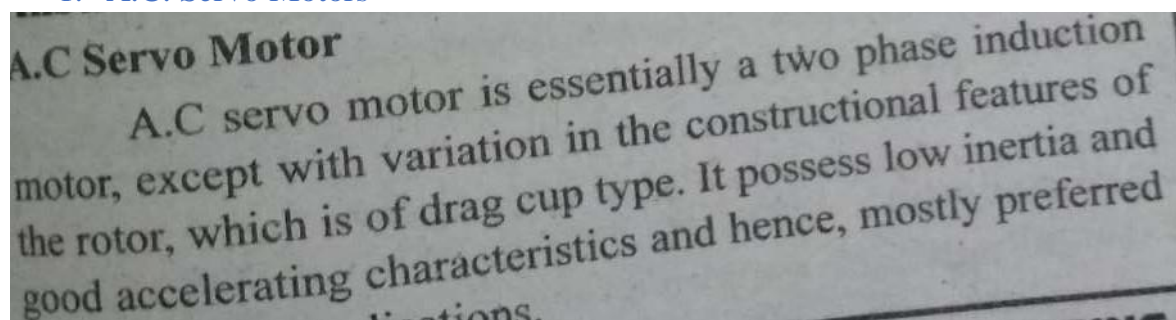 A.C Servo Motor
A.C servo motor is essentially a two phase induction
motor, except with variation in the constructional features of
the rotor, which is of drag cup type. It possess low inertia and
good accelerating characteristics and hence, mostly preferred